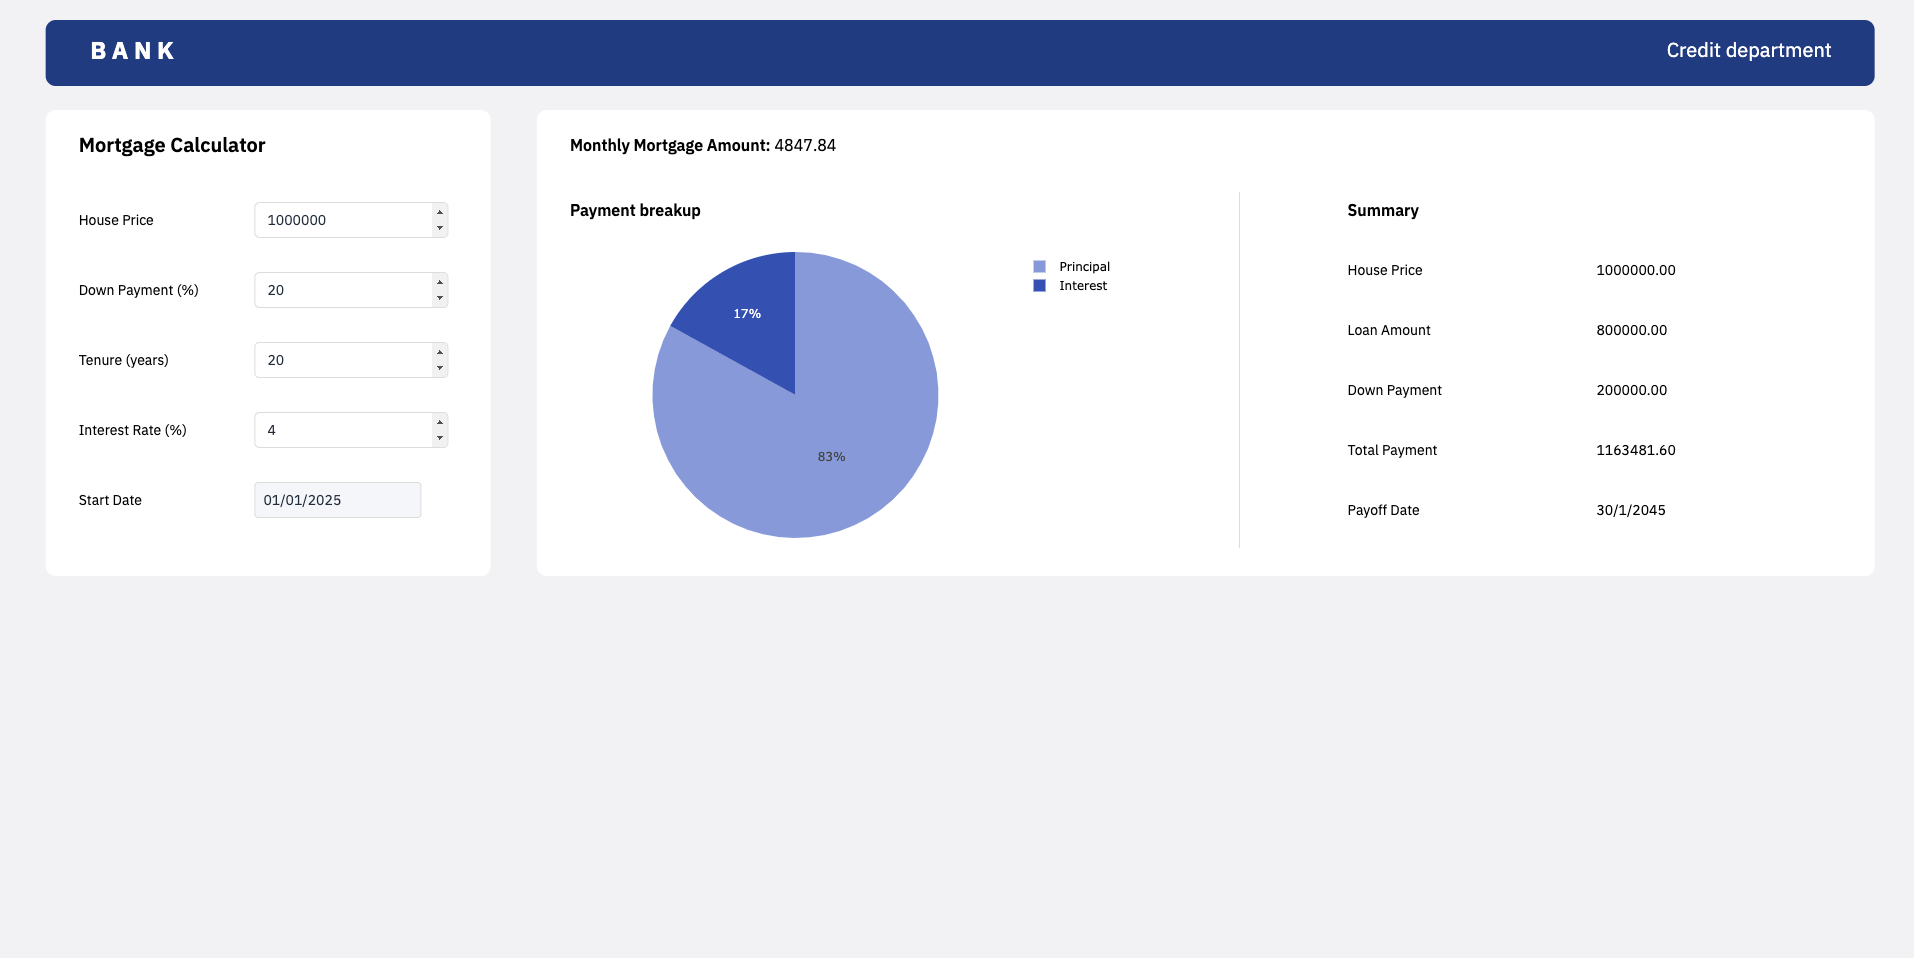 BANK
Credit department
Mortgage Calculator
House Price 1000000
Down Payment (%) 20
Tenure (years) 20
Interest Rate (%) 4
Start Date 01/01/2025
Monthly Mortgage Amount: 4847.84
Payment breakup
17%
83%
Principal
Interest
Summary
House Price 1000000.00
Loan Amount 800000.00
Down Payment 200000.00
Total Payment 1163481.60
Payoff Date 30/1/2045